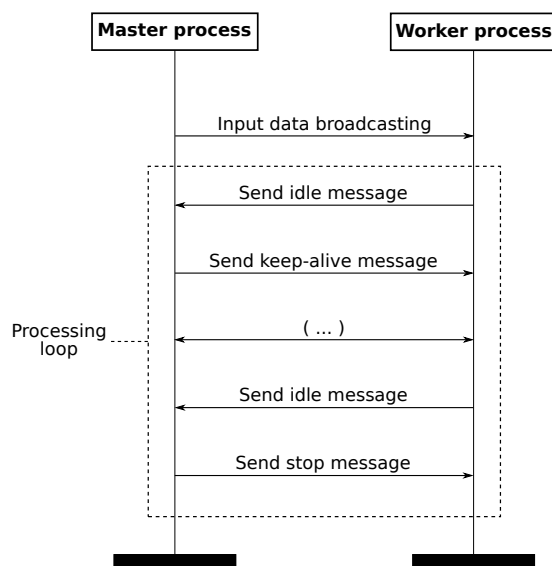 Master process
Worker process
Input data broadcasting
Send idle message
Send keep-alive message
Processing
loop
( ... )
Send idle message
Send stop message